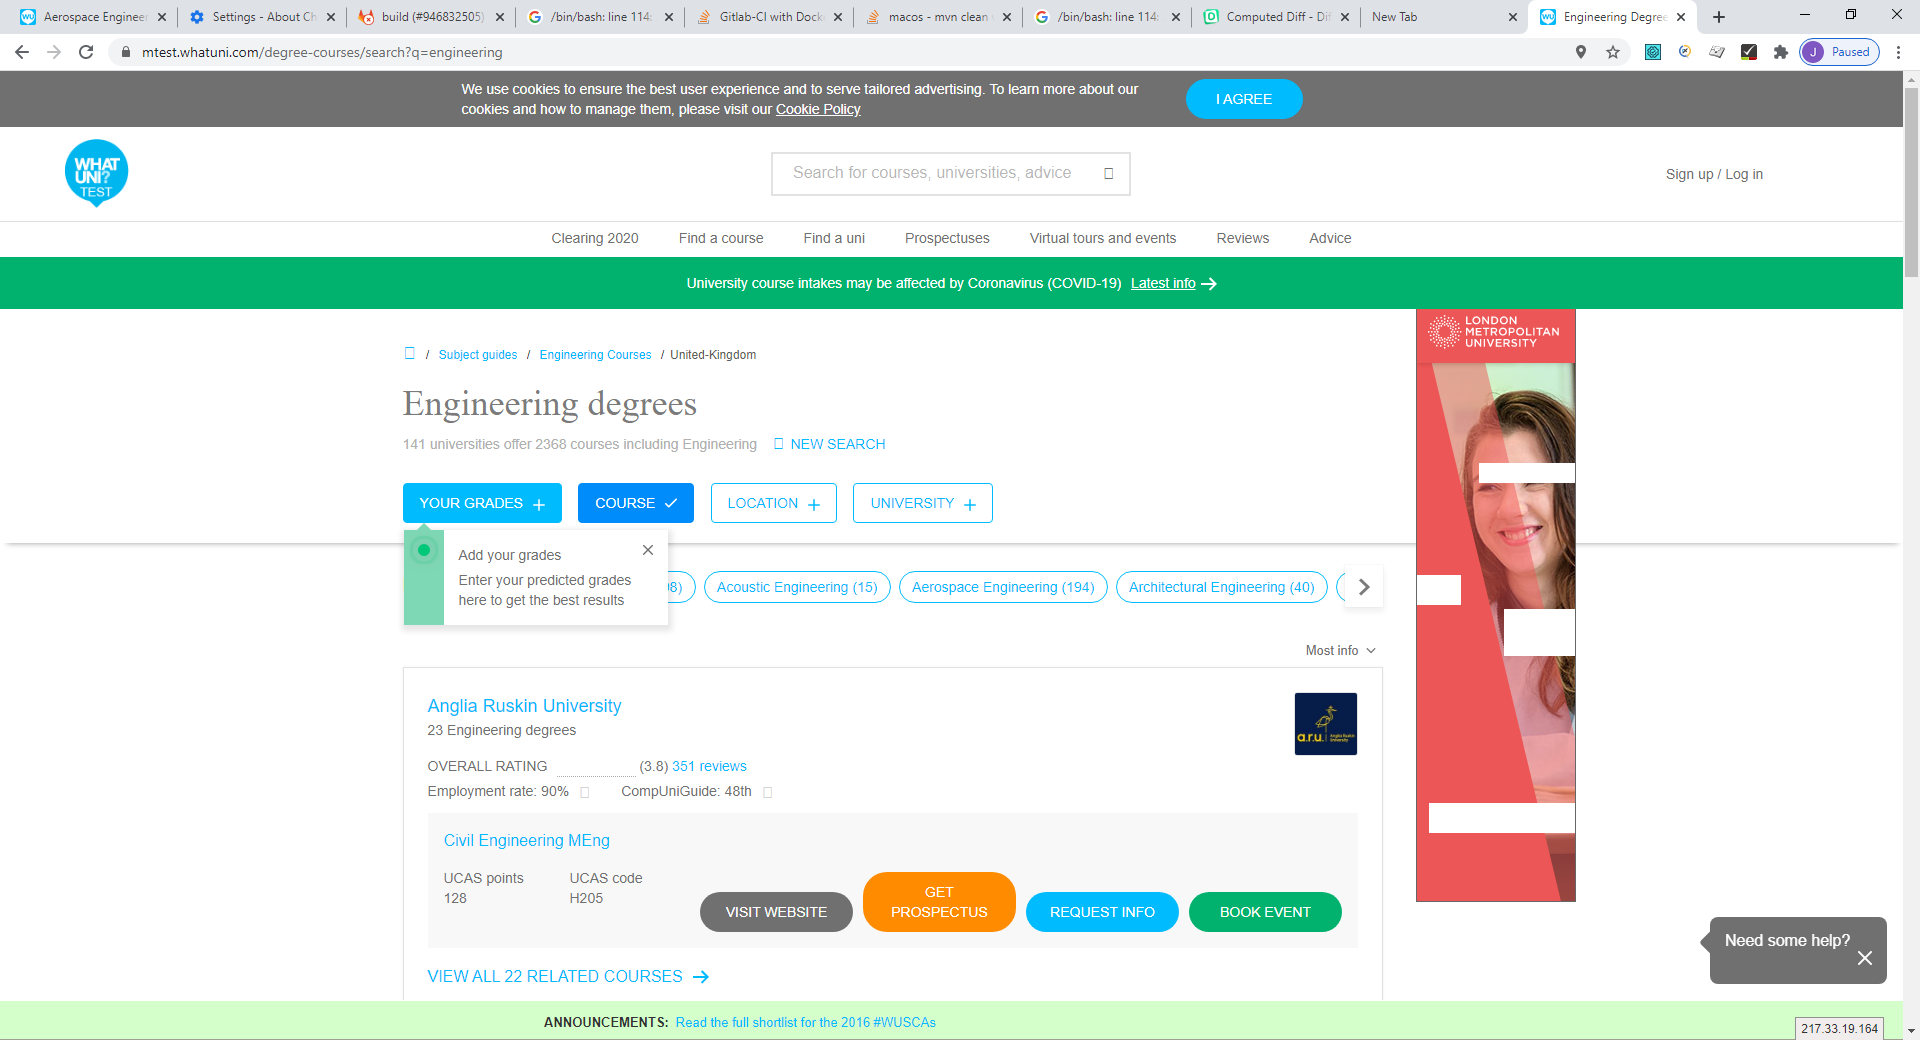 Aerospace Engineer
Settings - About Ch
build (#946832505)
/bin/bash: line 114:
Gitlab-CI with Dock
macos - mvn clean
/bin/bash: line 114:
Computed Diff - Dif
New Tab
Engineering Degree
mtest.whatuni.com/degree-courses/search?q=engineering
J Paused
We use cookies to ensure the best user experience and to serve tailored advertising. To learn more about our
cookies and how to manage them, please visit our Cookie Policy
I AGREE
WHAT
UNI?
TEST
Search for courses, universities, advice
Sign up / Log in
Clearing 2020
Find a course
Find a uni
Prospectuses
Virtual tours and events
Reviews
Advice
University course intakes may be affected by Coronavirus (COVID-19) Latest info
LONDON
METROPOLITAN
UNIVERSITY
/ Subject guides / Engineering Courses / United-Kingdom
Engineering degrees
141 universities offer 2368 courses including Engineering
NEW SEARCH
YOUR GRADES
COURSE
LOCATION
UNIVERSITY
Add your grades
Enter your predicted grades
here to get the best results
Acoustic Engineering (15)
Aerospace Engineering (194)
Architectural Engineering (40)
Most info
Anglia Ruskin University
23 Engineering degrees
a.r.u. Anglia Ruskin
University
OVERALL RATING (3.8) 351 reviews
Employment rate: 90%
CompUniGuide: 48th
Civil Engineering MEng
UCAS points
128
UCAS code
H205
VISIT WEBSITE
GET
PROSPECTUS
REQUEST INFO
BOOK EVENT
VIEW ALL 22 RELATED COURSES
Need some help?
ANNOUNCEMENTS: Read the full shortlist for the 2016 #WUSCAs
217.33.19.164